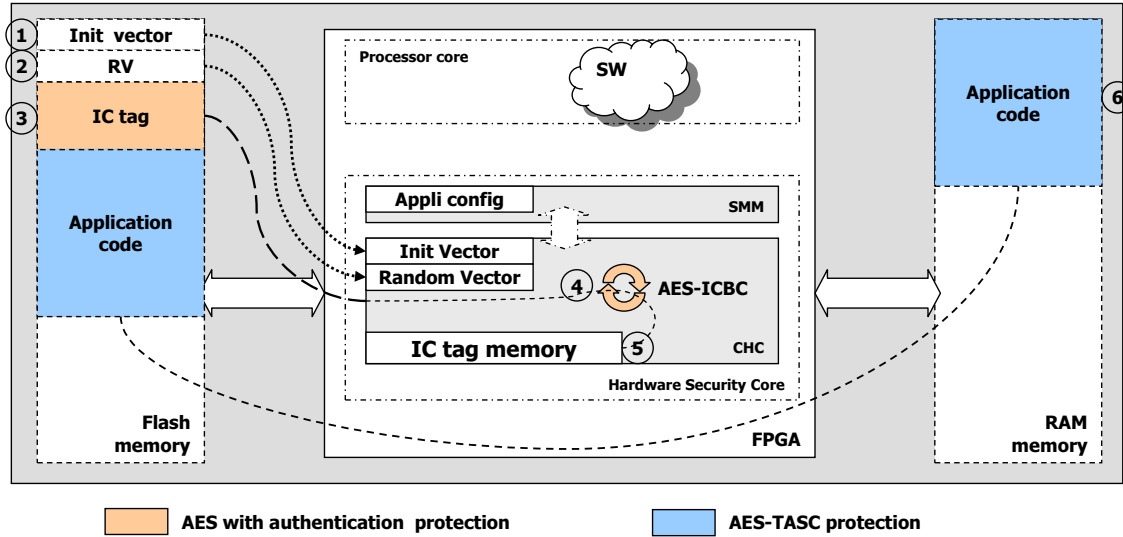 1
Init vector
2
RV
3
IC tag
Application
code
Flash
memory
Processor core
SW
Appli config
SMM
Init Vector
Random Vector
4
AES-ICBC
IC tag memory
5
CHC
Hardware Security Core
FPGA
Application
code
6
RAM
memory
AES with authentication protection
AES-TASC protection